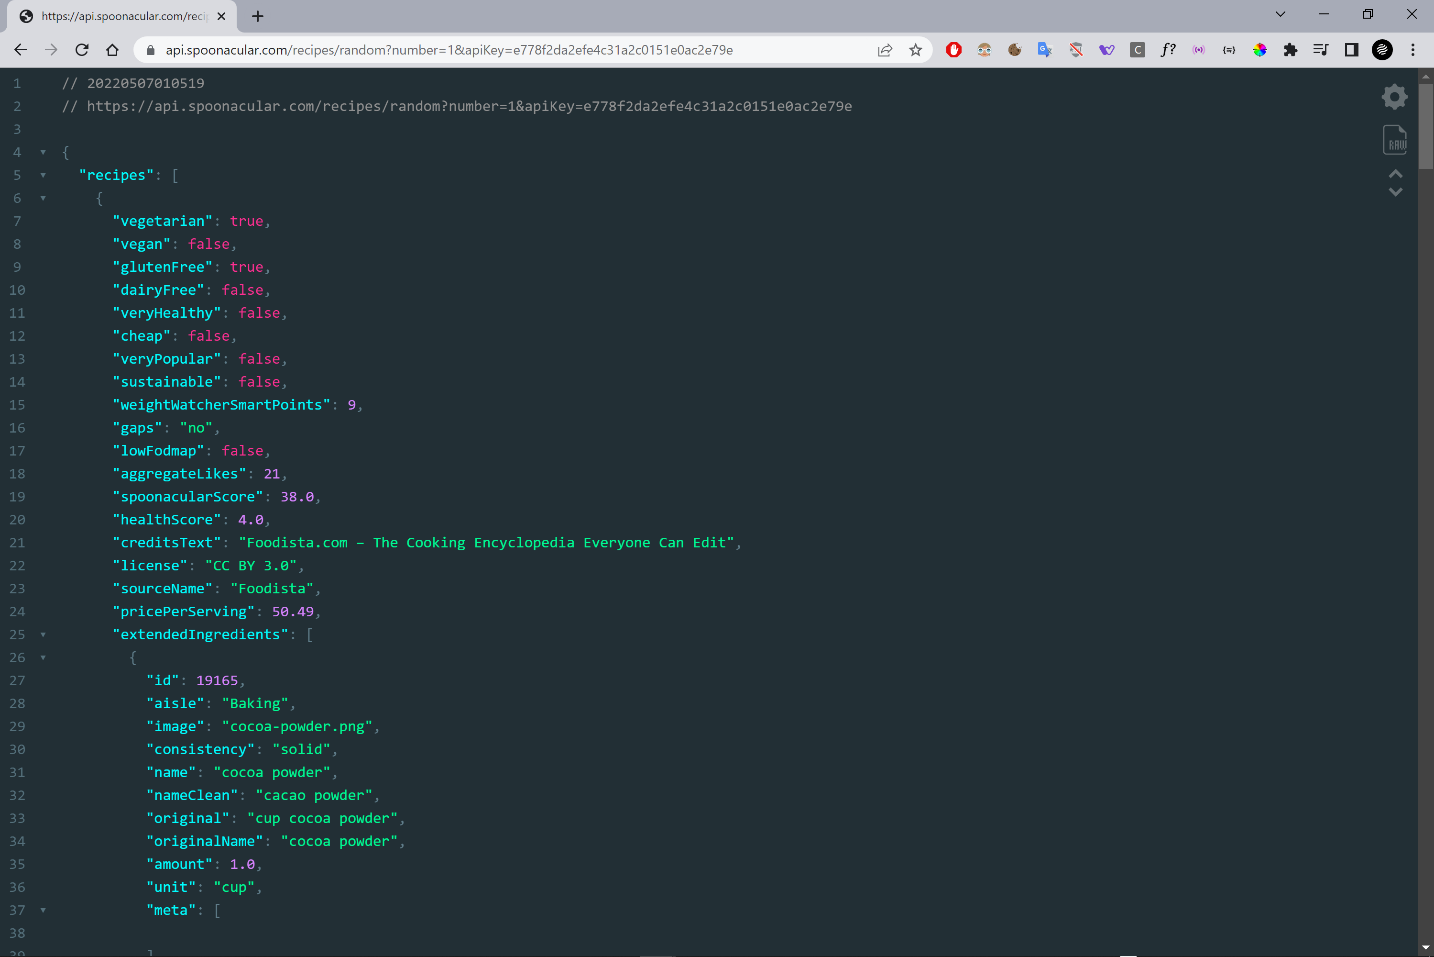 https://api.spoonacular.com/reci
api.spoonacular.com/recipes/random?number=1&apiKey=e778f2da2efe4c31a2c0151e0ac2e79e
1 // 20220507010519
2 // https://api.spoonacular.com/recipes/random?number=1&apiKey=e778f2da2efe4c31a2c0151e0ac2e79e
3
4 {
5 "recipes": [
6 {
7 "vegetarian": true,
8 "vegan": false,
9 "glutenFree": true,
10 "dairyFree": false,
11 "veryHealthy": false,
12 "cheap": false,
13 "veryPopular": false,
14 "sustainable": false,
15 "weightWatcherSmartPoints": 9,
16 "gaps": "no",
17 "lowFodmap": false,
18 "aggregateLikes": 21,
19 "spoonacularScore": 38.0,
20 "healthScore": 4.0,
21 "creditsText": "Foodista.com – The Cooking Encyclopedia Everyone Can Edit",
22 "license": "CC BY 3.0",
23 "sourceName": "Foodista",
24 "pricePerServing": 50.49,
25 "extendedIngredients": [
26 {
27 "id": 19165,
28 "aisle": "Baking",
29 "image": "cocoa-powder.png",
30 "consistency": "solid",
31 "name": "cocoa powder",
32 "nameClean": "cacao powder",
33 "original": "cup cocoa powder",
34 "originalName": "cocoa powder",
35 "amount": 1.0,
36 "unit": "cup",
37 "meta": [
38
39 ]
RAW